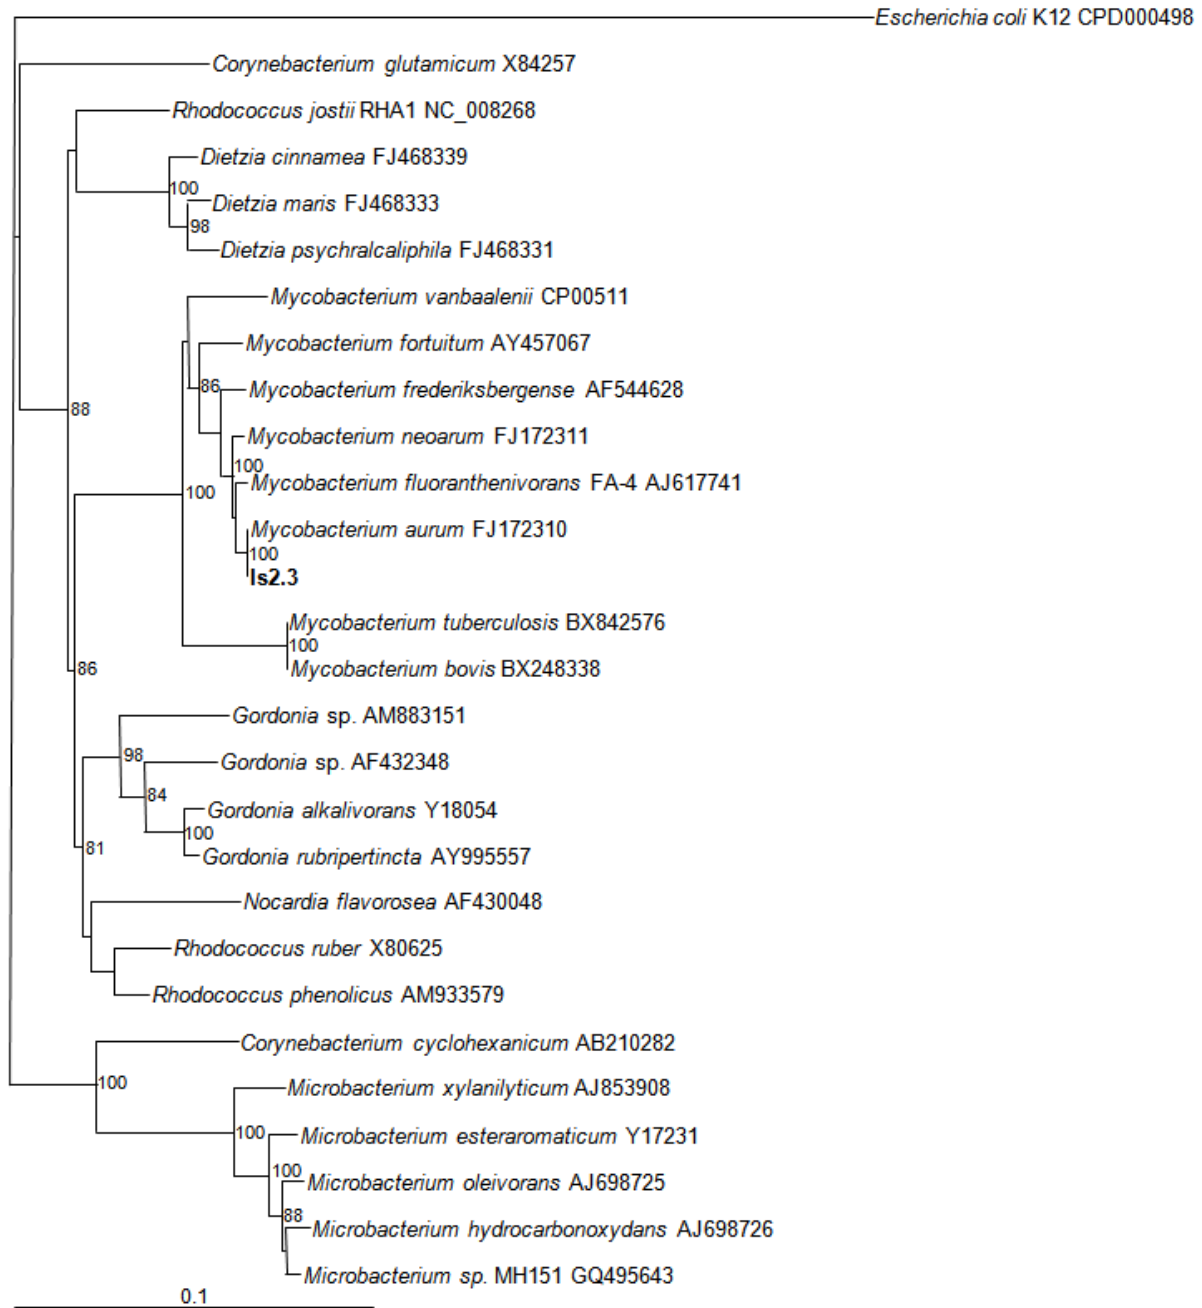 Escherichia coli K12 CPD000498
Corynebacterium glutamicum X84257
Rhodococcus jostii RHA1 NC_008268
Dietzia cinnamea FJ468339
100
Dietzia maris FJ468333
98
Dietzia psychralcaliphila FJ468331
Mycobacterium vanbaalenii CP00511
Mycobacterium fortuitum AY457067
86
Mycobacterium frederiksbergense AF544628
88
Mycobacterium neoarum FJ172311
100
Mycobacterium fluoranthenivorans FA-4 AJ617741
100
Mycobacterium aurum FJ172310
100
Is2.3
Mycobacterium tuberculosis BX842576
100
Mycobacterium bovis BX248338
86
Gordonia sp. AM883151
98
Gordonia sp. AF432348
84
Gordonia alkalivorans Y18054
100
81
Gordonia rubripertincta AY995557
Nocardia flavorosea AF430048
Rhodococcus ruber X80625
Rhodococcus phenolicus AM933579
Corynebacterium cyclohexanicum AB210282
100
Microbacterium xylanilyticum AJ853908
100
Microbacterium esteraromaticum Y17231
100
Microbacterium oleivorans AJ698725
88
Microbacterium hydrocarbonoxydans AJ698726
Microbacterium sp. MH151 GQ495643
0.1